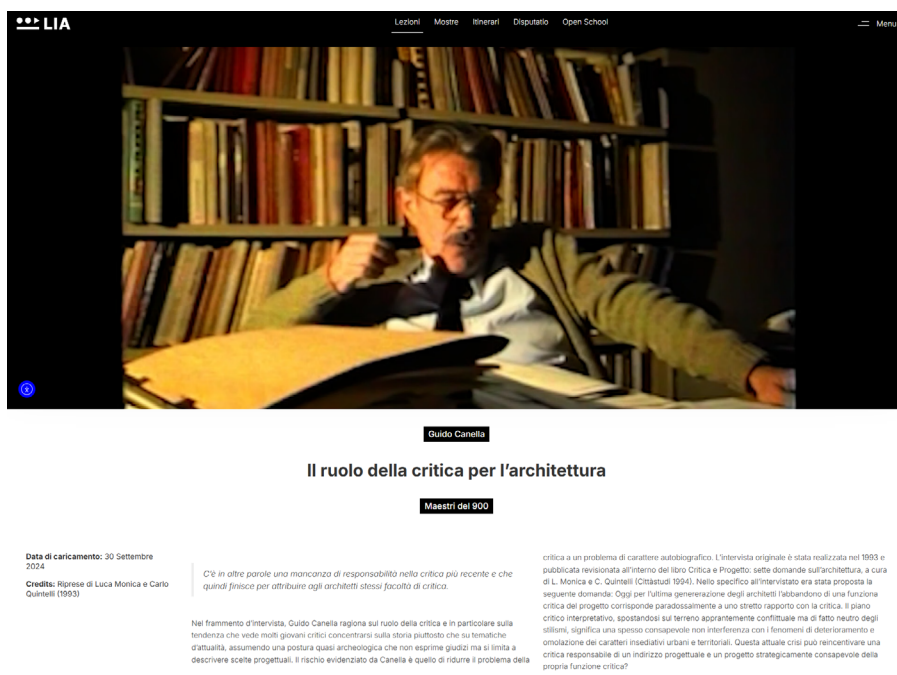 LIA
Lezioni Mostre Itinerari Disputatio Open School
Menu
Guido Canella
Il ruolo della critica per l'architettura
Maestri del 900
Data di caricamento: 30 Settembre
2024
Credits: Riprese di Luca Monica e Carlo
Quintelli (1993)
C'è in altre parole una mancanza di responsabilità nella critica più recente e che
quindi finisce per attribuire agli architetti stessi facoltà di critica.
Nel frammento d'intervista, Guido Canella ragiona sul ruolo della critica e in particolare sulla
tendenza che vede molti giovani critici concentrarsi sulla storia piuttosto che su tematiche
d'attualità, assumendo una postura quasi archeologica che non esprime giudizi ma si limita a
descrivere scelte progettuali. Il rischio evidenziato da Canella è quello di ridurre il problema della
critica a un problema di carattere autobiografico. L'intervista originale è stata realizzata nel 1993 e
pubblicata revisionata all'interno del libro Critica e Progetto: sette domande sull'architettura, a cura
di L. Monica e C. Quintelli (Cittàstudi 1994). Nello specifico all'intervistato era stata proposta la
seguente domanda: Oggi per l'ultima genererazione degli architetti l'abbandono di una funzione
critica del progetto corrisponde paradossalmente a uno stretto rapporto con la critica. Il piano
critico interpretativo, spostandosi sul terreno apprantemente conflittuale ma di fatto neutro degli
stilismi, significa una spesso consapevole non interferenza con i fenomeni di deterioramento e
omolazione dei caratteri insediativi urbani e territoriali. Questa attuale crisi può reincentivare una
critica responsabile di un indirizzo progettuale e un progetto strategicamente consapevole della
propria funzione critica?